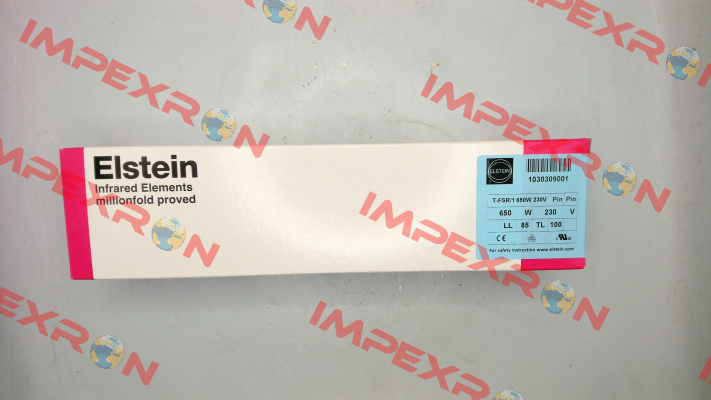 Elstein
Infrared Elements
millionfold proved
ELSTEIN
1030309001
T-FSR/1 650W 230V Pin Pin
650 W 230 V
LL 85 TL 100
CE
For safety instruction www.elstein.com
IMPEXRON
IMPEXRON
IMPEXRON
IMPEXRON
IMPEXRON
IMPEXRON
IMPEXRON
IMPEXRON